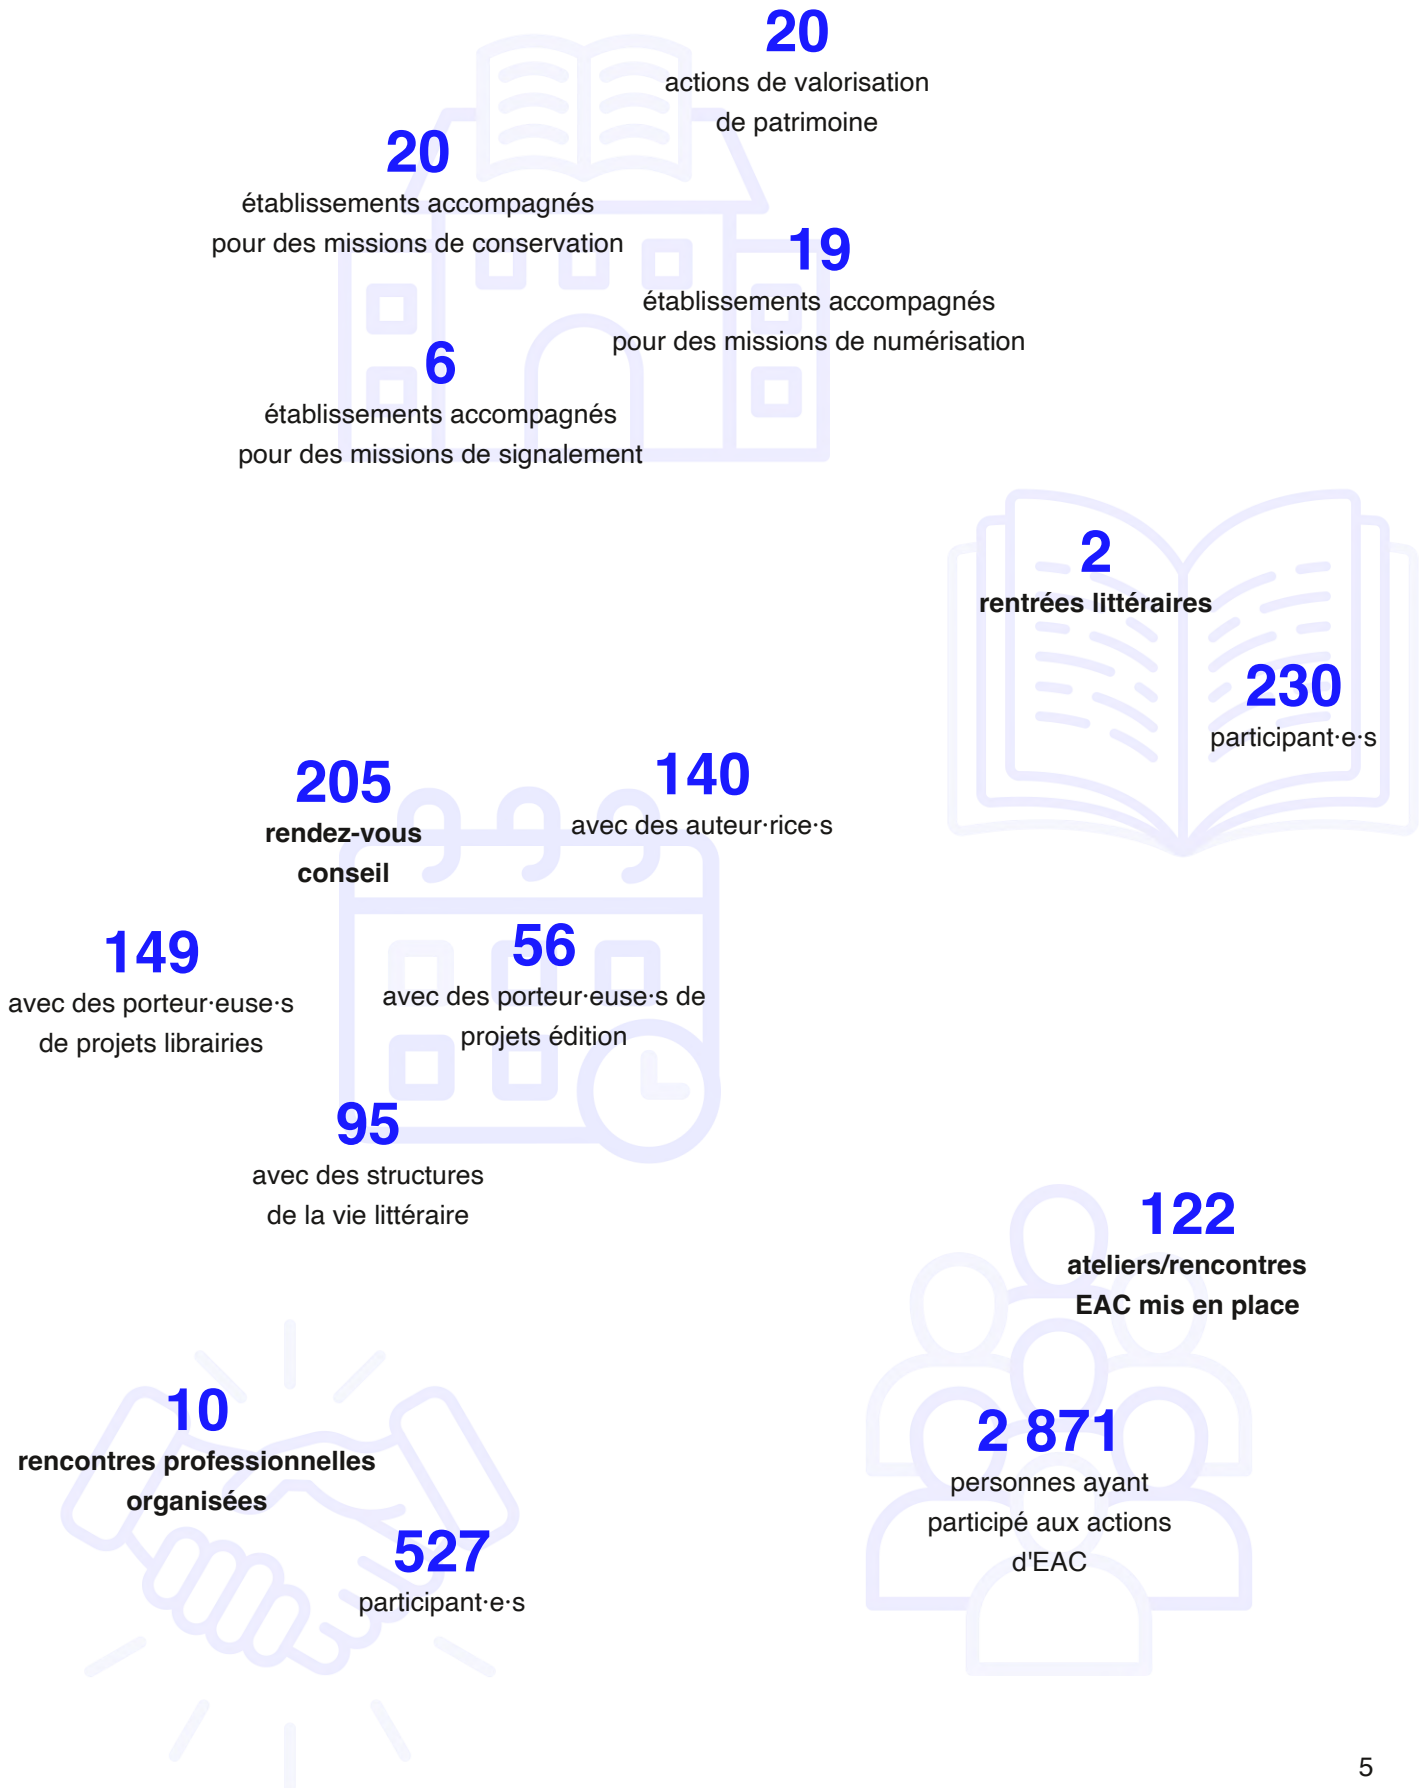 20
actions de valorisation
de patrimoine
20
établissements accompagnés
pour des missions de conservation
19
établissements accompagnés
pour des missions de numérisation
6
établissements accompagnés
pour des missions de signalement
2
rentrées littéraires
230
participant·e·s
205
rendez-vous
conseil
140
avec des auteur·rice·s
149
avec des porteur·euse·s
de projets librairies
56
avec des porteur·euse·s de
projets édition
95
avec des structures
de la vie littéraire
122
ateliers/rencontres
EAC mis en place
2 871
personnes ayant
participé aux actions
d'EAC
10
rencontres professionnelles
organisées
527
participant·e·s
5